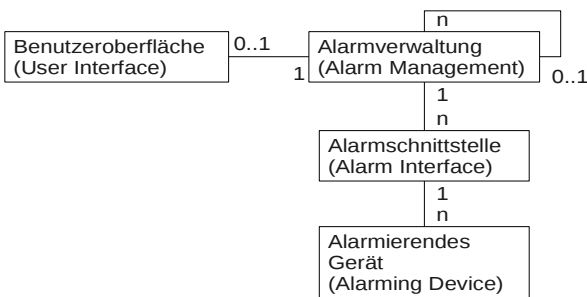 n
Benutzeroberfläche
(User Interface)
0..1
1
Alarmverwaltung
(Alarm Management)
0..1
1
n
Alarmschnittstelle
(Alarm Interface)
1
n
Alarmierendes
Gerät
(Alarming Device)